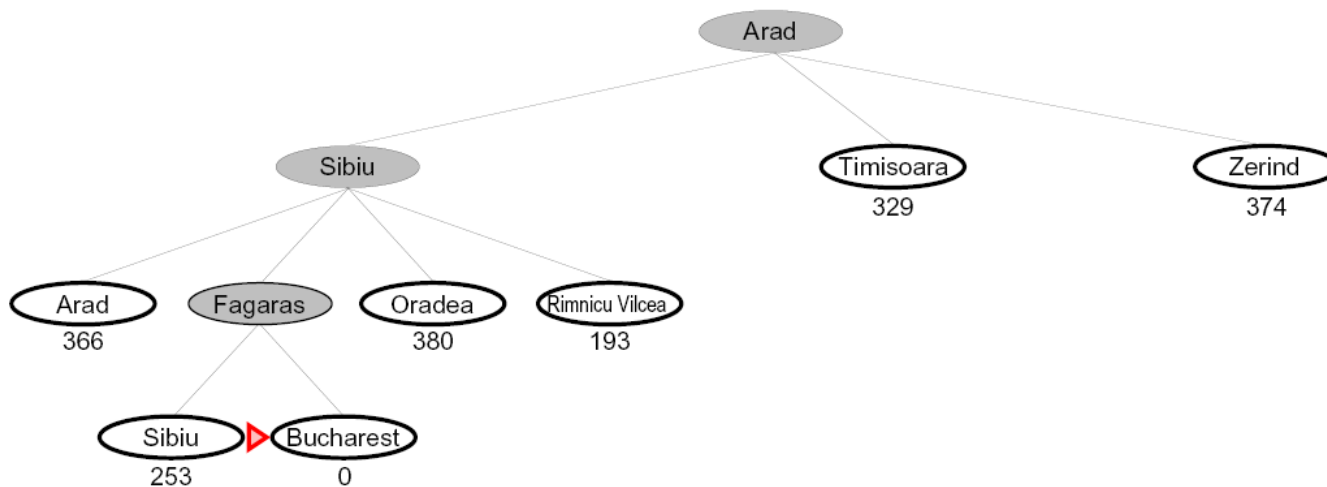 Arad
Sibiu
Timisoara
Zerind
329
374
Arad
Fagaras
Oradea
Rimnicu Vilcea
366
380
193
Sibiu
Bucharest
253
0